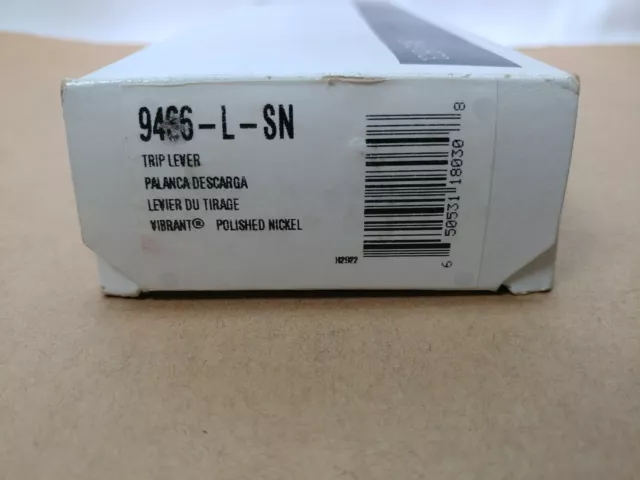 9466-L-SN
TRIP LEVER
PALANCA DESCARGA
LEVIER DU TIRAGE
VIBRANT® POLISHED NICKEL
6 50531 18030 8